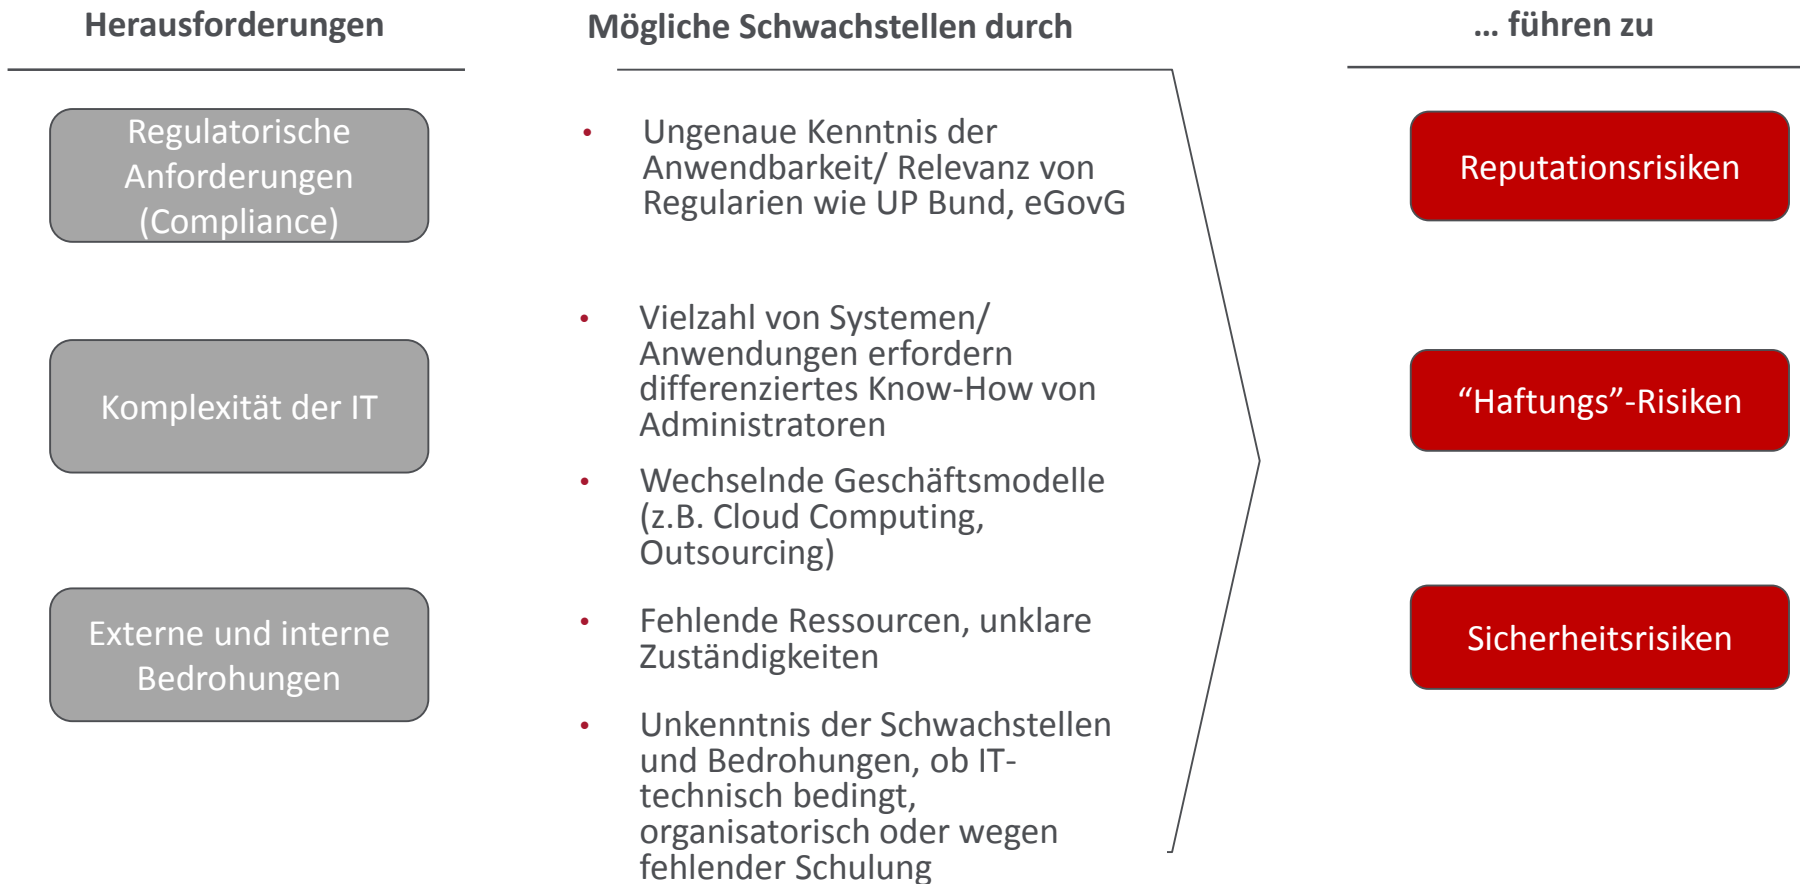 Herausforderungen
Regulatorische
Anforderungen
(Compliance)
Komplexität der IT
Externe und interne
Bedrohungen
Mögliche Schwachstellen durch
• Ungenaue Kenntnis der
Anwendbarkeit/ Relevanz von
Regularien wie UP Bund, eGovG
• Vielzahl von Systemen/
Anwendungen erfordern
differenziertes Know-How von
Administratoren
• Wechselnde Geschäftsmodelle
(z.B. Cloud Computing,
Outsourcing)
• Fehlende Ressourcen, unklare
Zuständigkeiten
• Unkenntnis der Schwachstellen
und Bedrohungen, ob IT-
technisch bedingt,
organisatorisch oder wegen
fehlender Schulung
... führen zu
Reputationsrisiken
“Haftungs”-Risiken
Sicherheitsrisiken